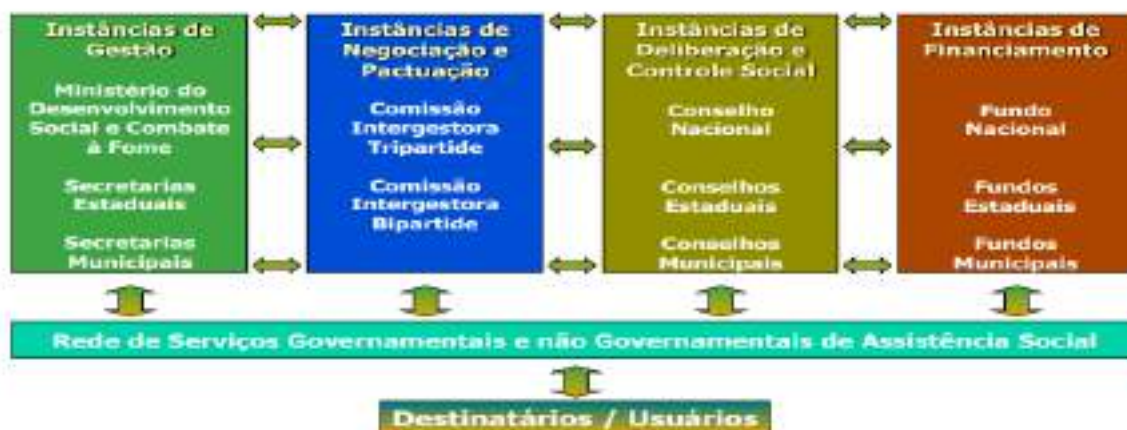 Instâncias de
Gestão
Ministério do
Desenvolvimento
Social e Combate
à Fome
Secretarias
Estaduais
Secretarias
Municipais
Instâncias de
Negociação e
Pactuação
Comissão
Intergestora
Tripartide
Comissão
Intergestora
Bipartide
Instâncias de
Deliberação e
Controle Social
Conselho
Nacional
Conselhos
Estaduais
Conselhos
Municipais
Instâncias de
Financiamento
Fundo
Nacional
Fundos
Estaduais
Fundos
Municipais
Rede de Serviços Governamentais e não Governamentais de Assistência Social
Destinatários / Usuários